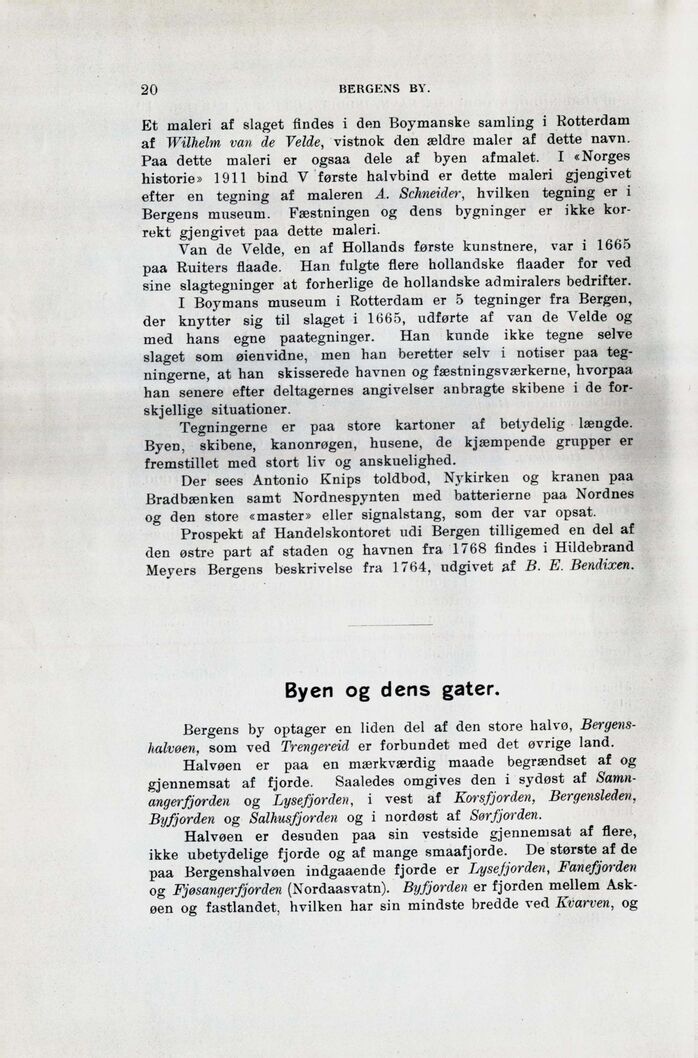 20
BERGENS BY.
Et maleri af slaget findes i den Boymanske samling i Rotterdam
af Wilhelm van de Velde, vistnok den ældre maler af dette navn.
Paa dette maleri er ogsaa dele af byen afmalet. I «Norges
historie» 1911 bind V første halvbind er dette maleri gjengivet
efter en tegning af maleren A. Schneider, hvilken tegning er i
Bergens museum. Fæstningen og dens bygninger er ikke kor-
rekt gjengivet paa dette maleri.
Van de Velde, en af Hollands første kunstnere, var i 1665
paa Ruiters flaade. Han fulgte flere hollandske flaader for ved
sine slagtegninger at forherlige de hollandske admiralers bedrifter.
I Boymans museum i Rotterdam er 5 tegninger fra Bergen,
der knytter sig til slaget i 1665, udførte af van de Velde og
med hans egne paategninger. Han kunde ikke tegne selve
slaget som øienvidne, men han beretter selv i notiser paa teg-
ningerne, at han skisserede havnen og fæstningsværkerne, hvorpaa
han senere efter deltagernes angivelser anbragte skibene i de for-
skjellige situationer.
Tegningerne er paa store kartoner af betydelig længde.
Byen, skibene, kanonrøgen, husene, de kjæmpende grupper er
fremstillet med stort liv og anskuelighed.
Der sees Antonio Knips toldbod, Nykirken og kranen paa
Bradbænken samt Nordnespynten med batterierne paa Nordnes
og den store «master» eller signalstang, som der var opsat.
Prospekt af Handelskontoret udi Bergen tilligemed en del af
den østre part af staden og havnen fra 1768 findes i Hildebrand
Meyers Bergens beskrivelse fra 1764, udgivet af B. E. Bendixen.
Byen og dens gater.
Bergens by optager en liden del af den store halvø, Bergens-
halvøen, som ved Trengereid er forbundet med det øvrige land.
Halvøen er paa en mærkværdig maade begrændset af og
gjennemsat af fjorde. Saaledes omgives den i sydøst af Samn-
angerfjorden og Lysefjorden, i vest af Korsfjorden, Bergensleden,
Byfjorden og Salhusfjorden og i nordøst af Sørfjorden.
Halvøen er desuden paa sin vestside gjennemsat af flere,
ikke ubetydelige fjorde og af mange smaafjorde. De største af de
paa Bergenshalvøen indgaaende fjorde er Lysefjorden, Fanefjorden
og Fjøsangerfjorden (Nordaasvatn). Byfjorden er fjorden mellem Ask-
øen og fastlandet, hvilken har sin mindste bredde ved Kvarven, og